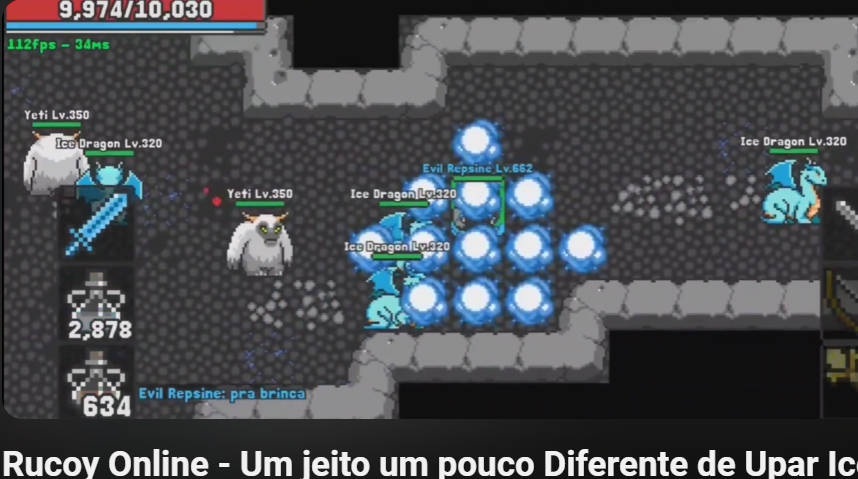 9,974/10,030
112fps - 34ms
Yeti Lv.350
Ice Dragon Lv.320
Ice Dragon Lv.320
Evil Repsine Lv.662
Yeti Lv.350
Ice Dragon Lv.320
Ice Dragon Lv.320
2,878
634
Evil Repsine: pra brinca
Rucoy Online - Um jeito um pouco Diferente de Upar Ice